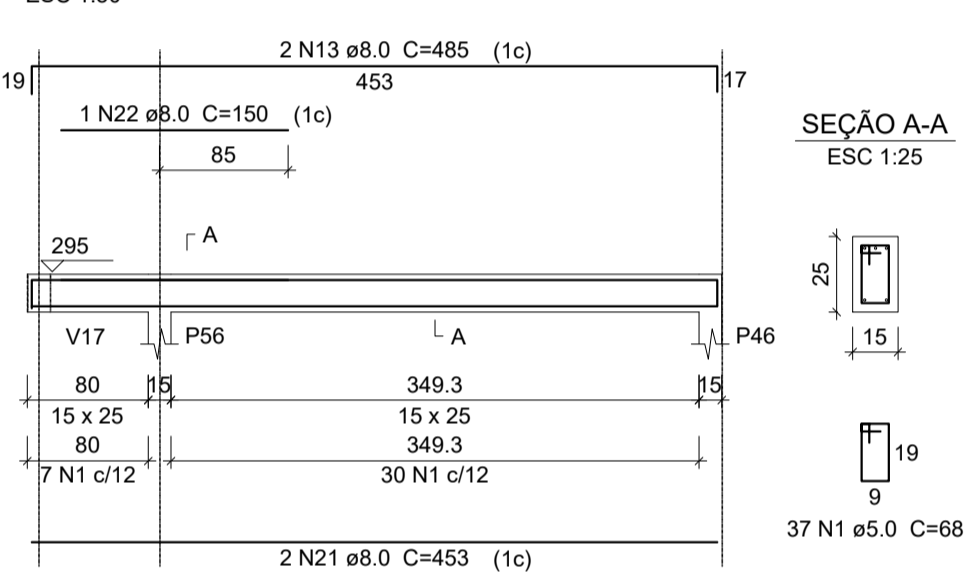 2 N13 ø8.0 C=485 (1c)
19
453
17
1 N22 ø8.0 C=150 (1c)
85
SEÇÃO A-A
ESC 1:25
A
295
25
15
V17
P56
A
P46
80
15
349.3
15
15 x 25
15 x 25
80
349.3
7 N1 c/12
30 N1 c/12
19
9
37 N1 ø5.0 C=68
2 N21 ø8.0 C=453 (1c)